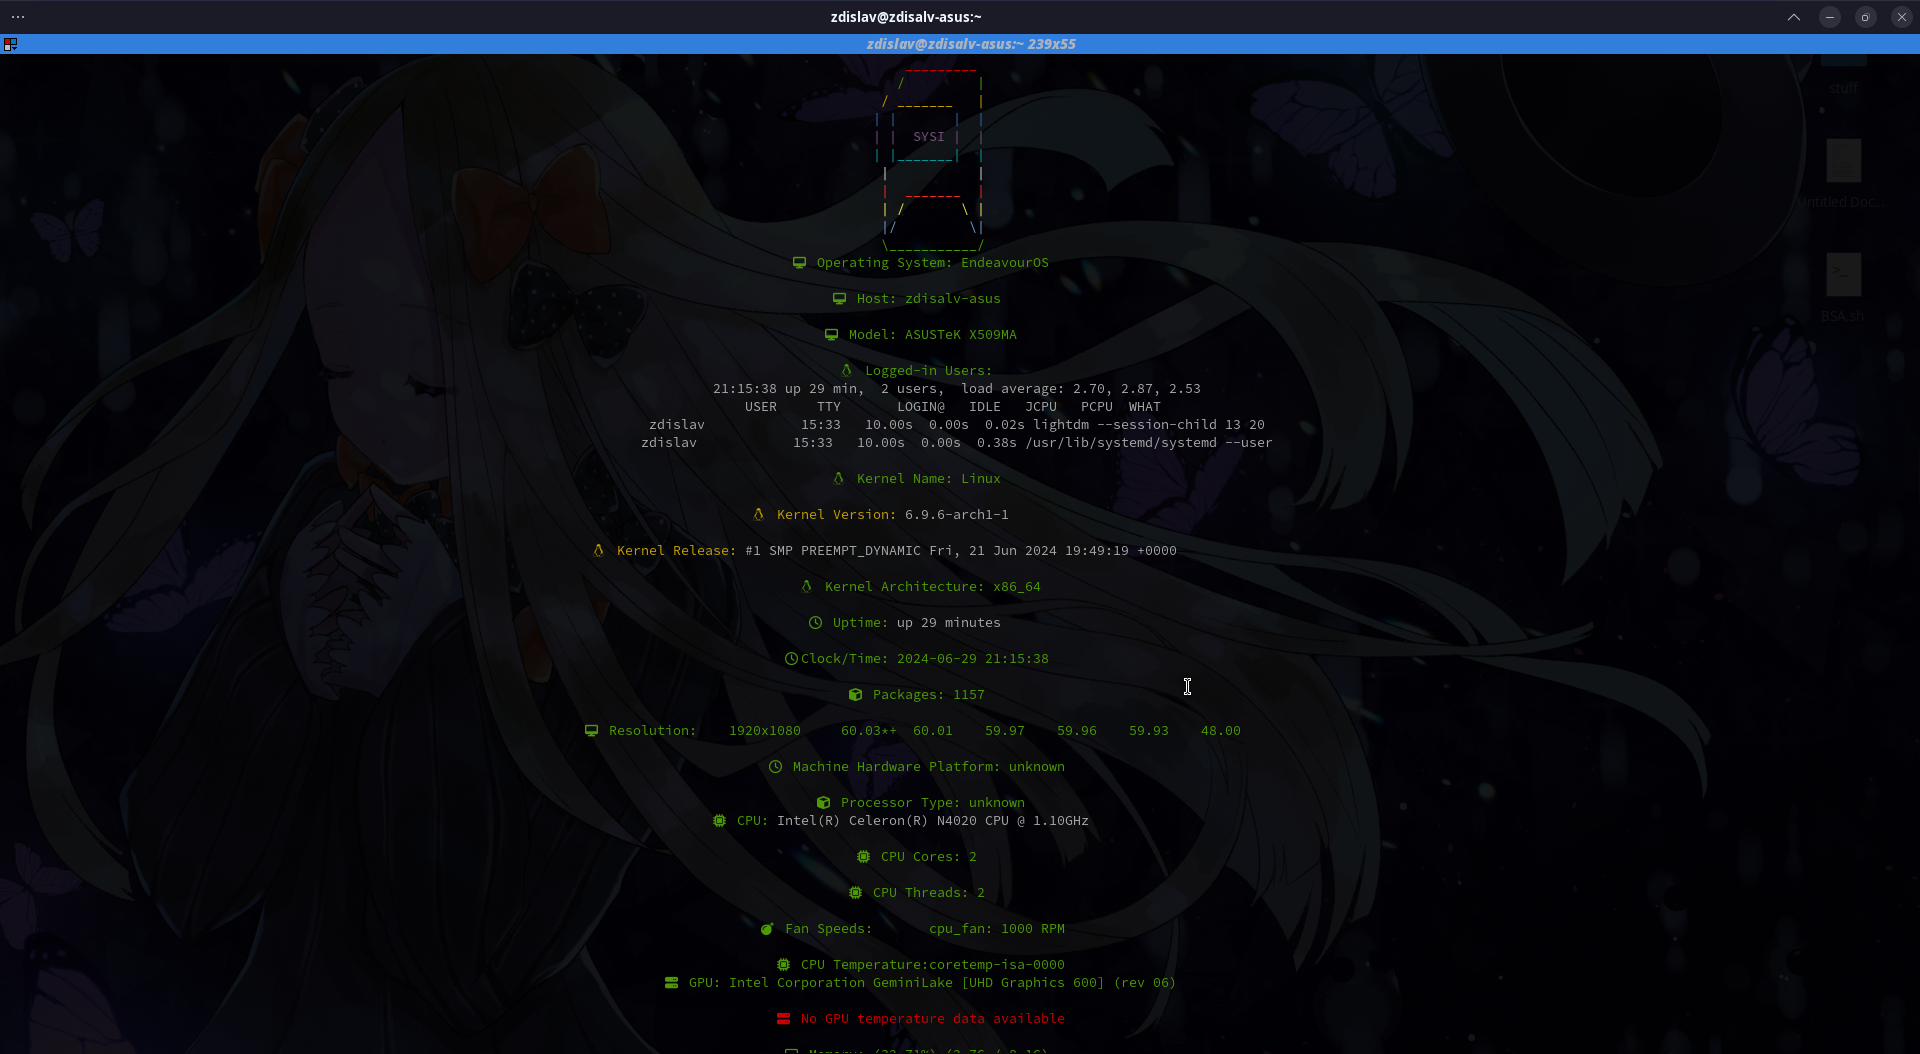 zdislav@zdisalv-asus:~
zdislav@zdisalv-asus:~ 239x55
stuff
SYSI
Untitled Doc...
BSA.sh
Operating System: EndeavourOS
Host: zdisalv-asus
Model: ASUSTeK X509MA
Logged-in Users:
21:15:38 up 29 min,  2 users,  load average: 2.70, 2.87, 2.53
USER     TTY       LOGIN@   IDLE   JCPU   PCPU  WHAT
zdislav            15:33   10.00s  0.00s  0.02s lightdm --session-child 13 20
zdislav            15:33   10.00s  0.00s  0.38s /usr/lib/systemd/systemd --user
Kernel Name: Linux
Kernel Version: 6.9.6-arch1-1
Kernel Release: #1 SMP PREEMPT_DYNAMIC Fri, 21 Jun 2024 19:49:19 +0000
Kernel Architecture: x86_64
Uptime: up 29 minutes
Clock/Time: 2024-06-29 21:15:38
Packages: 1157
Resolution:    1920x1080     60.03*+  60.01    59.97    59.96    59.93    48.00
Machine Hardware Platform: unknown
Processor Type: unknown
CPU: Intel(R) Celeron(R) N4020 CPU @ 1.10GHz
CPU Cores: 2
CPU Threads: 2
Fan Speeds:       cpu_fan: 1000 RPM
CPU Temperature:coretemp-isa-0000
GPU: Intel Corporation GeminiLake [UHD Graphics 600] (rev 06)
No GPU temperature data available